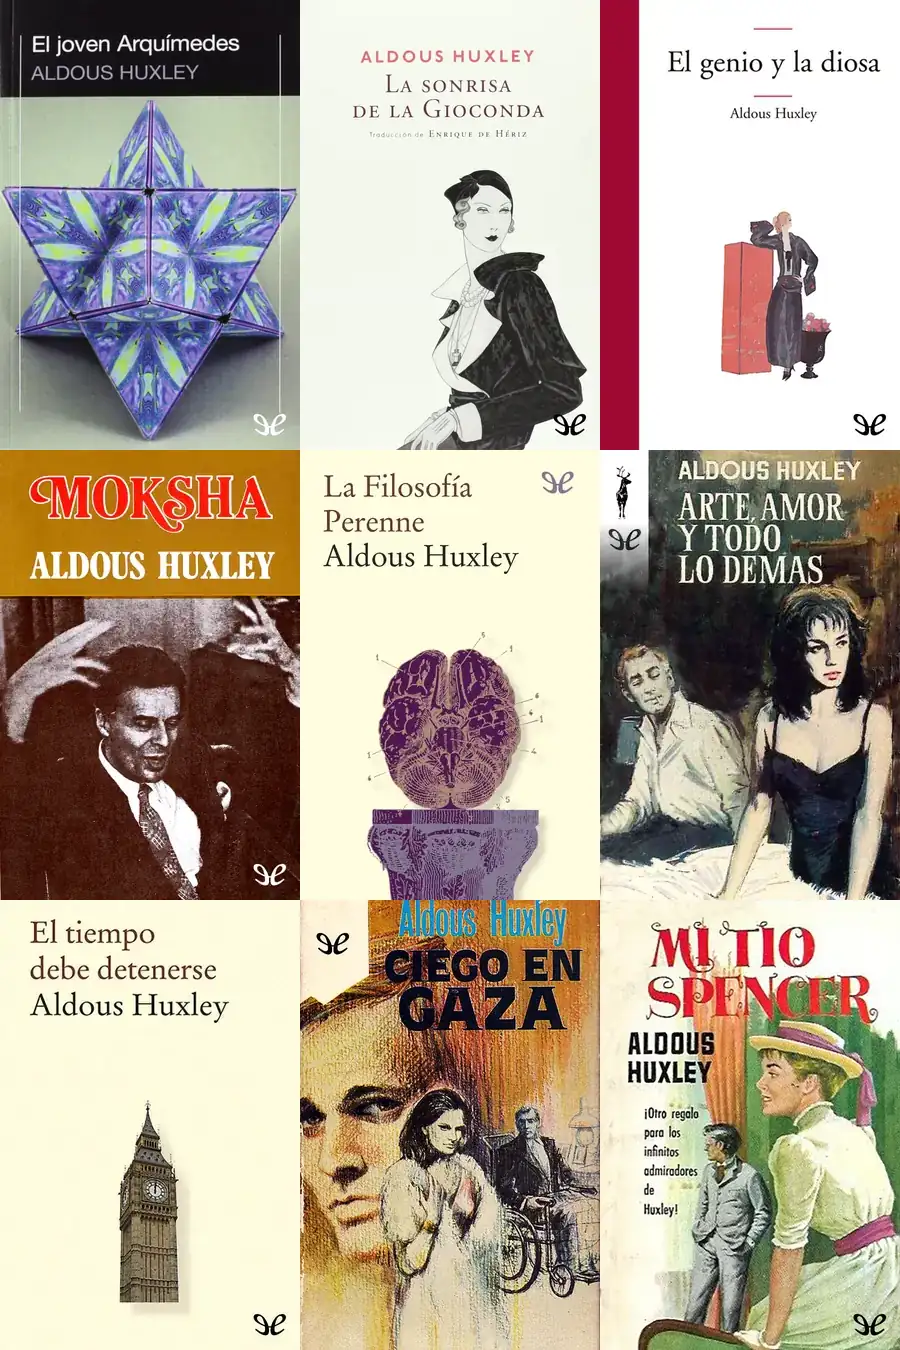 El joven Arquímedes
ALDOUS HUXLEY
ALDOUS HUXLEY
LA SONRISA
DE LA GIOCONDA
Traducción de ENRIQUE DE HÉRIZ
El genio y la diosa
Aldous Huxley
MOKSHA
ALDOUS HUXLEY
La Filosofía
Perenne
Aldous Huxley
ALDOUS HUXLEY
ARTE, AMOR
Y TODO
LO DEMAS
El tiempo
debe detenerse
Aldous Huxley
Aldous Huxley
CIEGO EN
GAZA
MI TIO
SPENCER
ALDOUS
HUXLEY
¡Otro regalo
para los
infinitos
admiradores
de
Huxley!